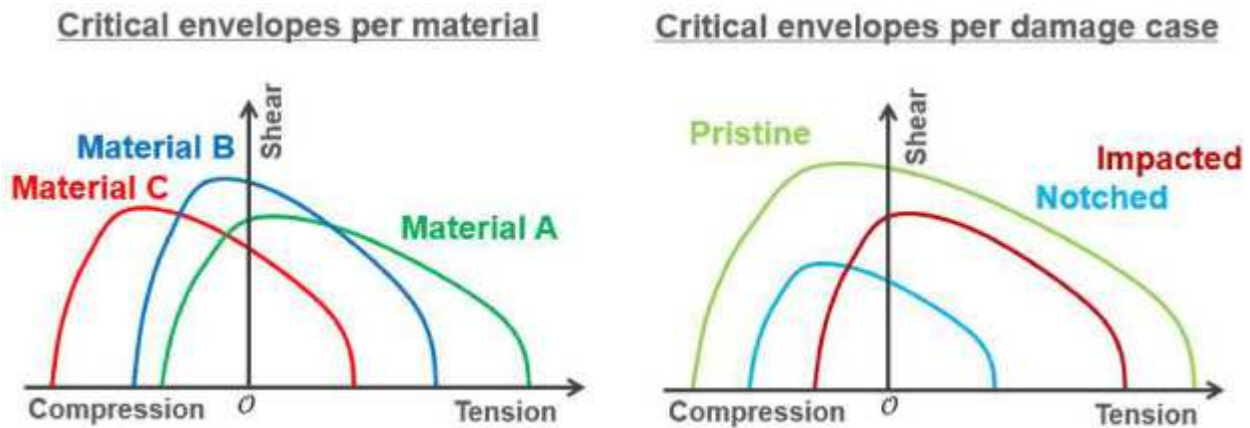 Critical envelopes per material
Shear
Material B
Material C
Material A
Compression
O
Tension
Critical envelopes per damage case
Shear
Pristine
Impacted
Notched
Compression
O
Tension